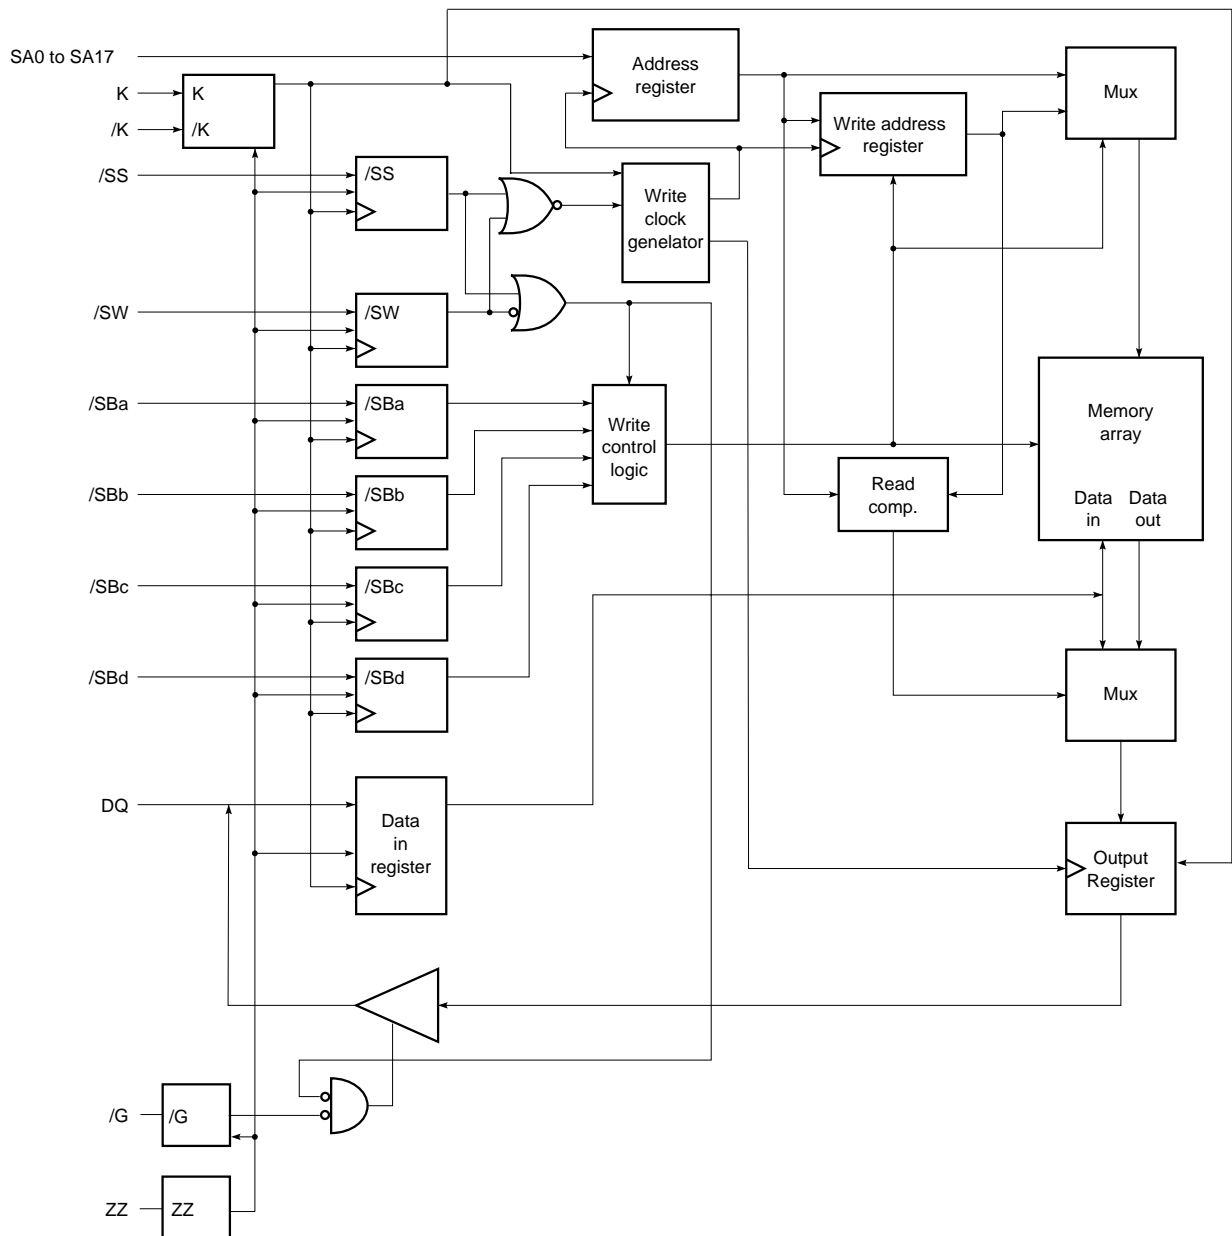 SA0 to SA17
K
/K
K
/K
Address
register
Mux
Write address
register
/SS
/SS
Write
clock
genelator
/SW
/SW
/SBa
/SBa
Write
control
logic
Memory
array
Data
in
Data
out
/SBb
/SBb
Read
comp.
/SBc
/SBc
/SBd
/SBd
Mux
DQ
Data
in
register
Output
Register
/G
/G
ZZ
ZZ